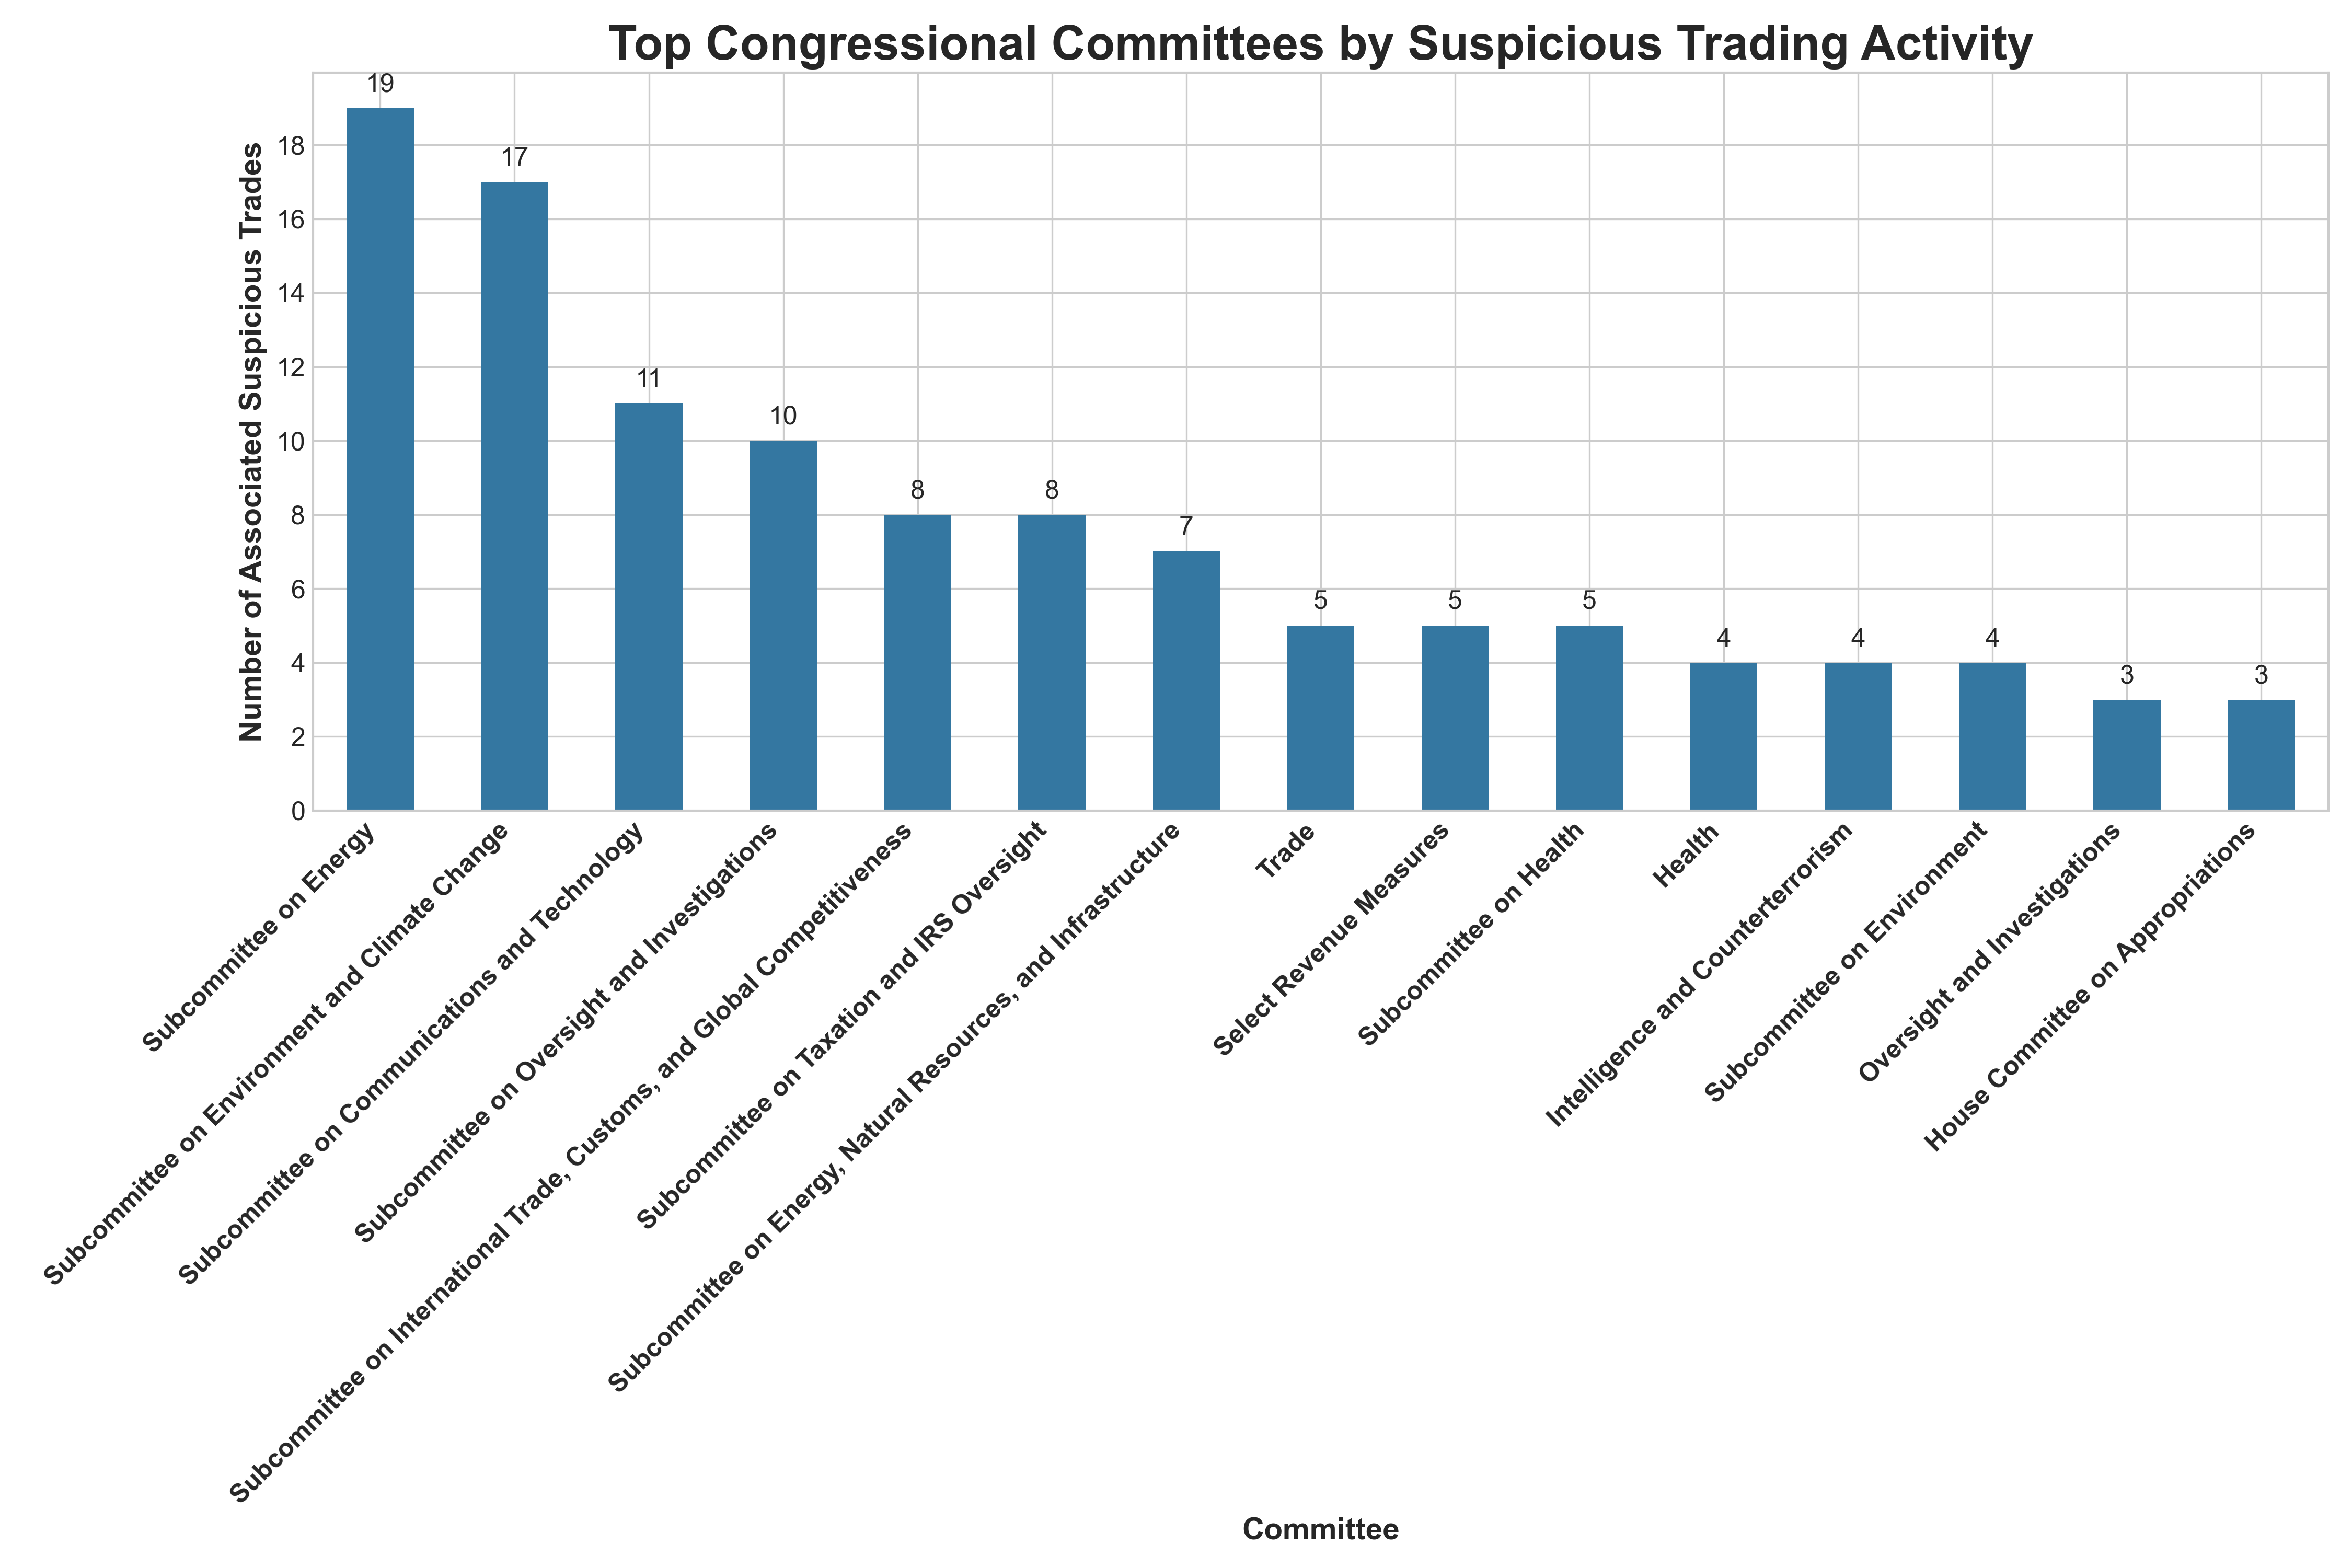 Top Congressional Committees by Suspicious Trading Activity
Number of Associated Suspicious Trades
18
16
14
12
10
8
6
4
2
0
19
17
11
10
8
8
7
5
5
5
4
4
4
3
3
Subcommittee on Energy
Subcommittee on Environment and Climate Change
Subcommittee on Communications and Technology
Subcommittee on Oversight and Investigations
Subcommittee on International Trade, Customs, and Global Competitiveness
Subcommittee on Taxation and IRS Oversight
Subcommittee on Energy, Natural Resources, and Infrastructure
Trade
Select Revenue Measures
Subcommittee on Health
Health
Intelligence and Counterterrorism
Subcommittee on Environment
Oversight and Investigations
House Committee on Appropriations
Committee